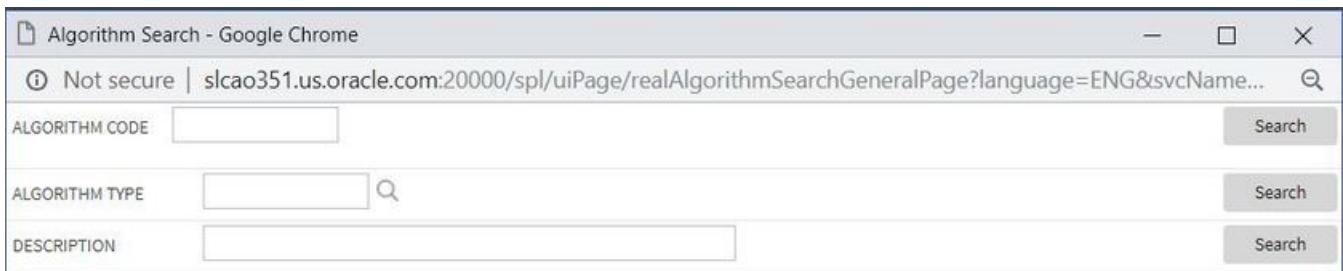 Algorithm Search - Google Chrome
Not secure | slcao351.us.oracle.com:20000/spl/uiPage/realAlgorithmSearchGeneralPage?language=ENG&svcName...
ALGORITHM CODE Search
ALGORITHM TYPE Search
DESCRIPTION Search